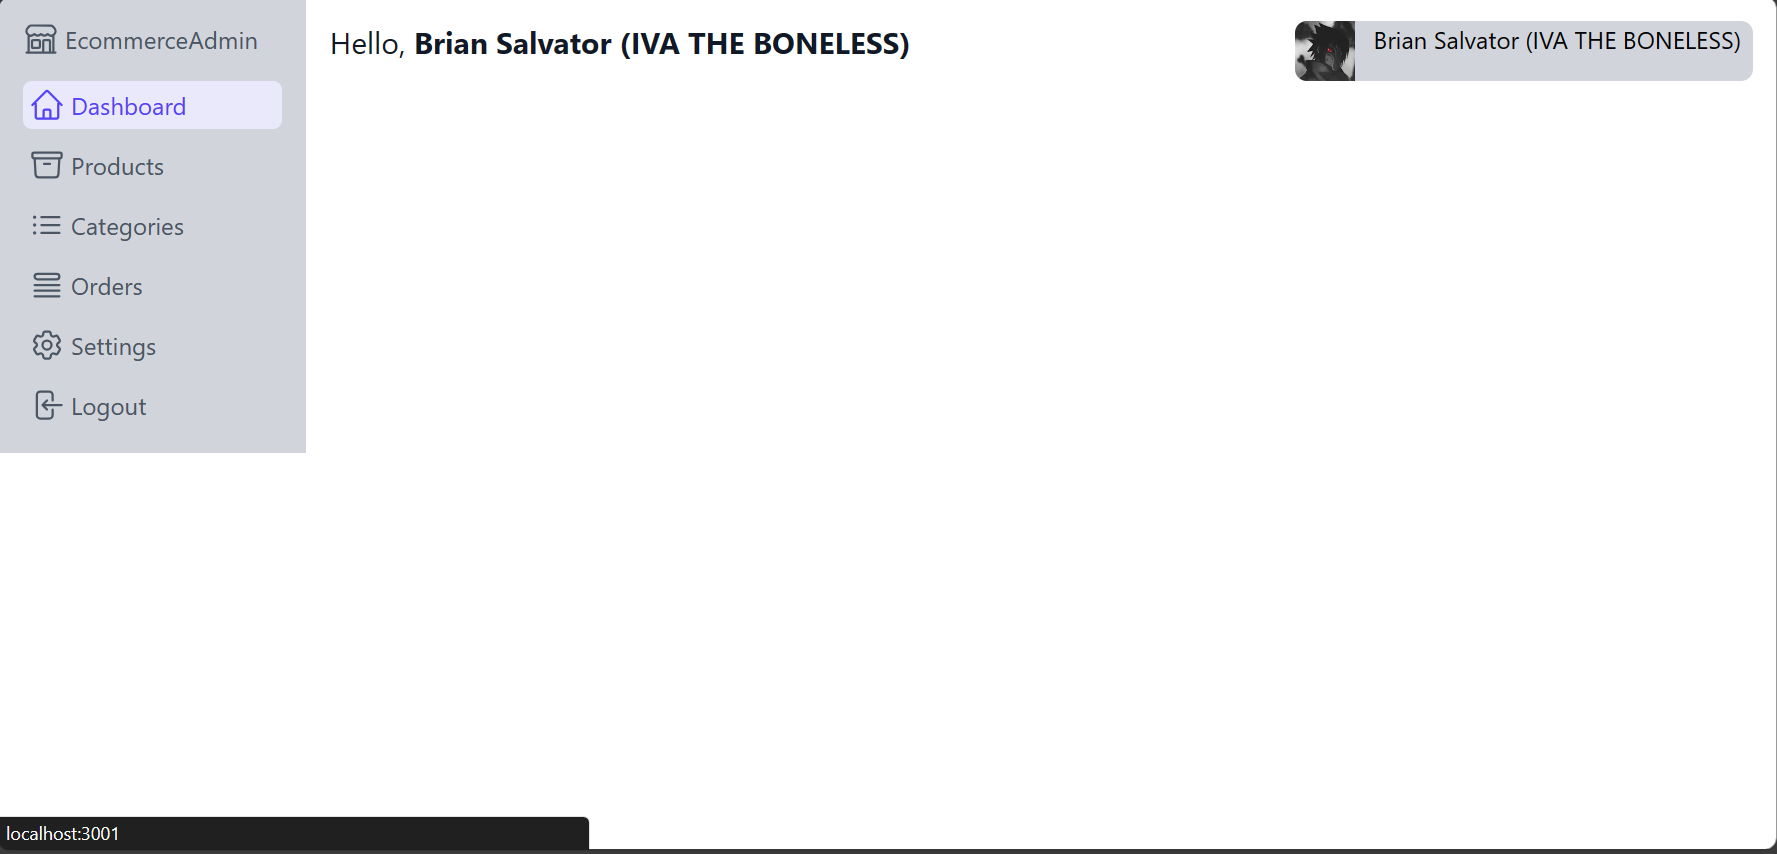 EcommerceAdmin
Dashboard
Products
Categories
Orders
Settings
Logout
Hello, Brian Salvator (IVA THE BONELESS)
Brian Salvator (IVA THE BONELESS)
localhost:3001